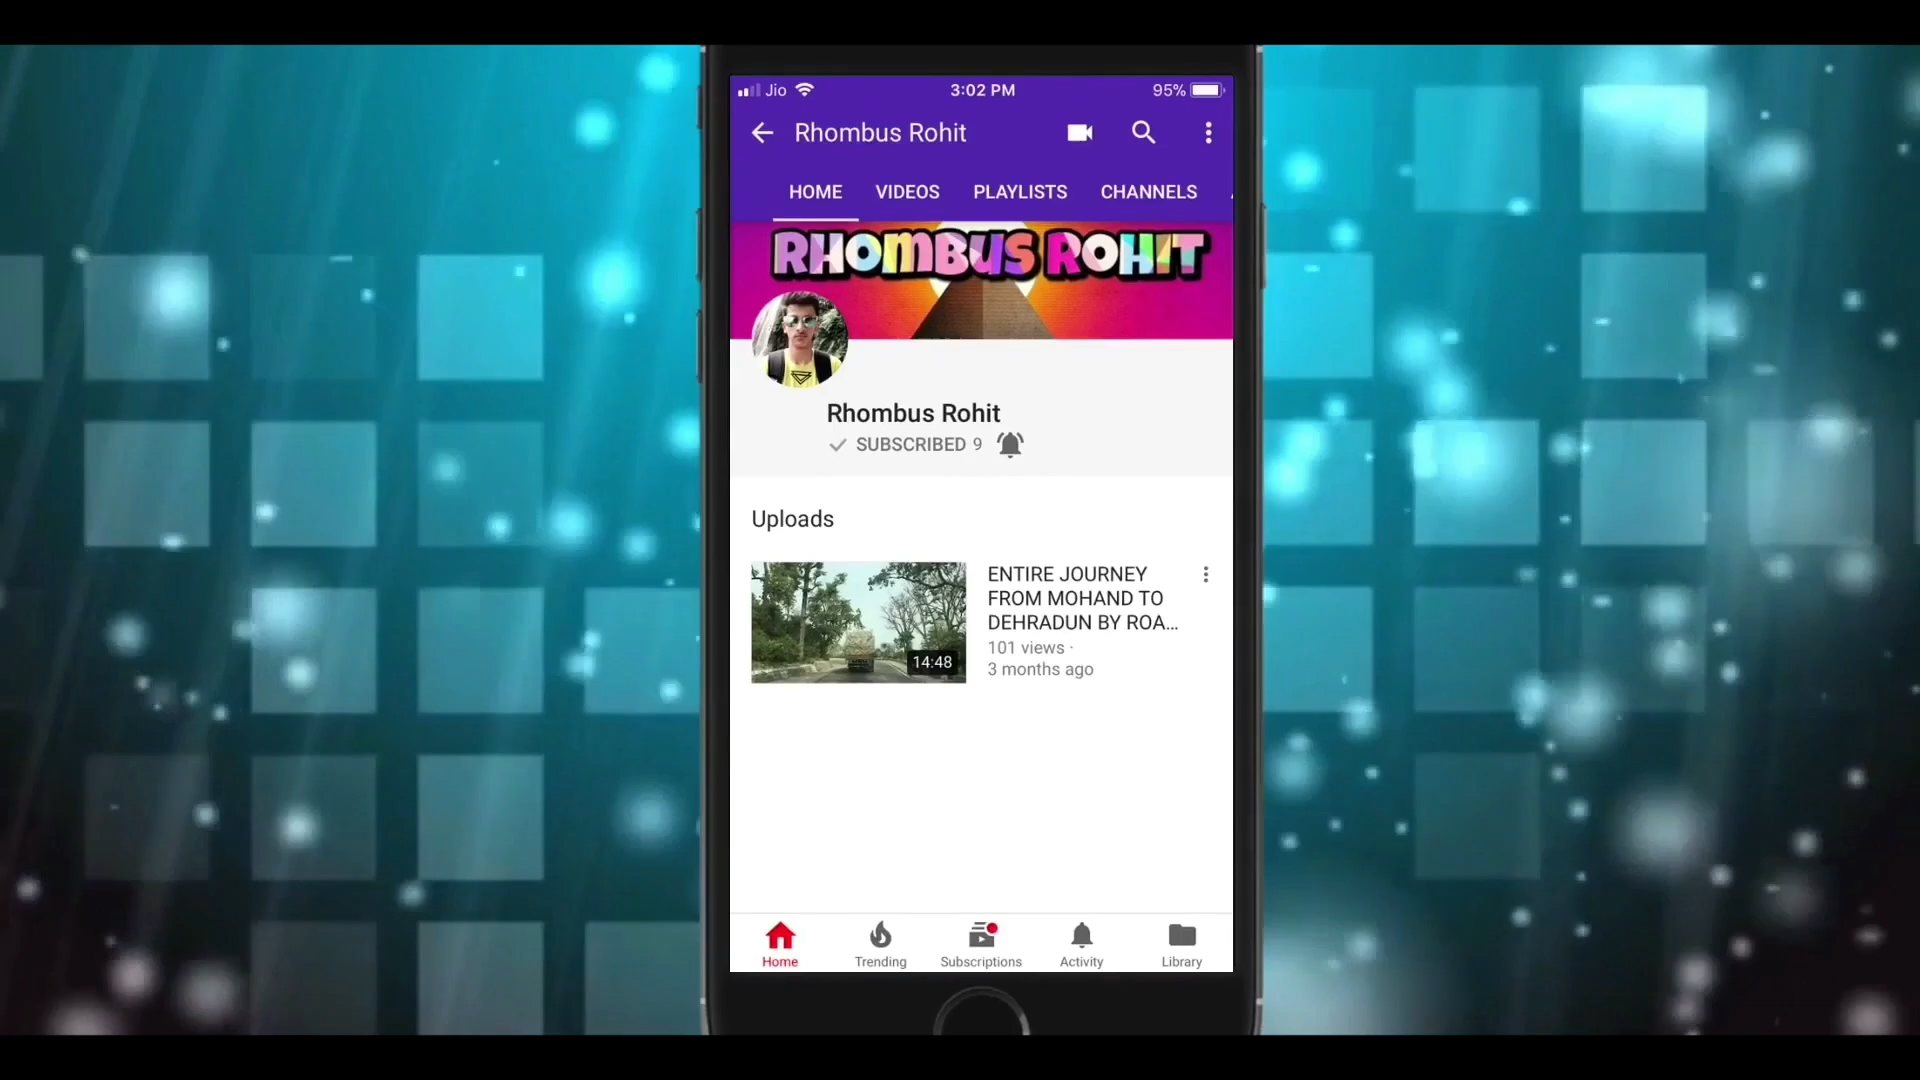 Jio 3:02 PM 95%
Rhombus Rohit
HOME VIDEOS PLAYLISTS CHANNELS
RHOMBUS ROHIT
Rhombus Rohit
SUBSCRIBED 9
Uploads
ENTIRE JOURNEY
FROM MOHAND TO
DEHRADUN BY ROA...
14:48
101 views ·
3 months ago
Home Trending Subscriptions Activity Library